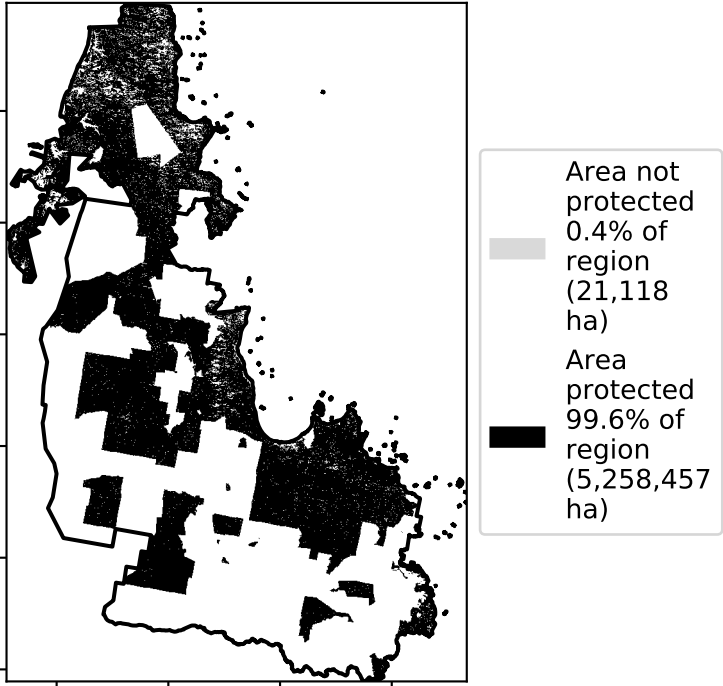 Area not
protected
0.4% of
region
(21,118
ha)
Area
protected
99.6% of
region
(5,258,457
ha)